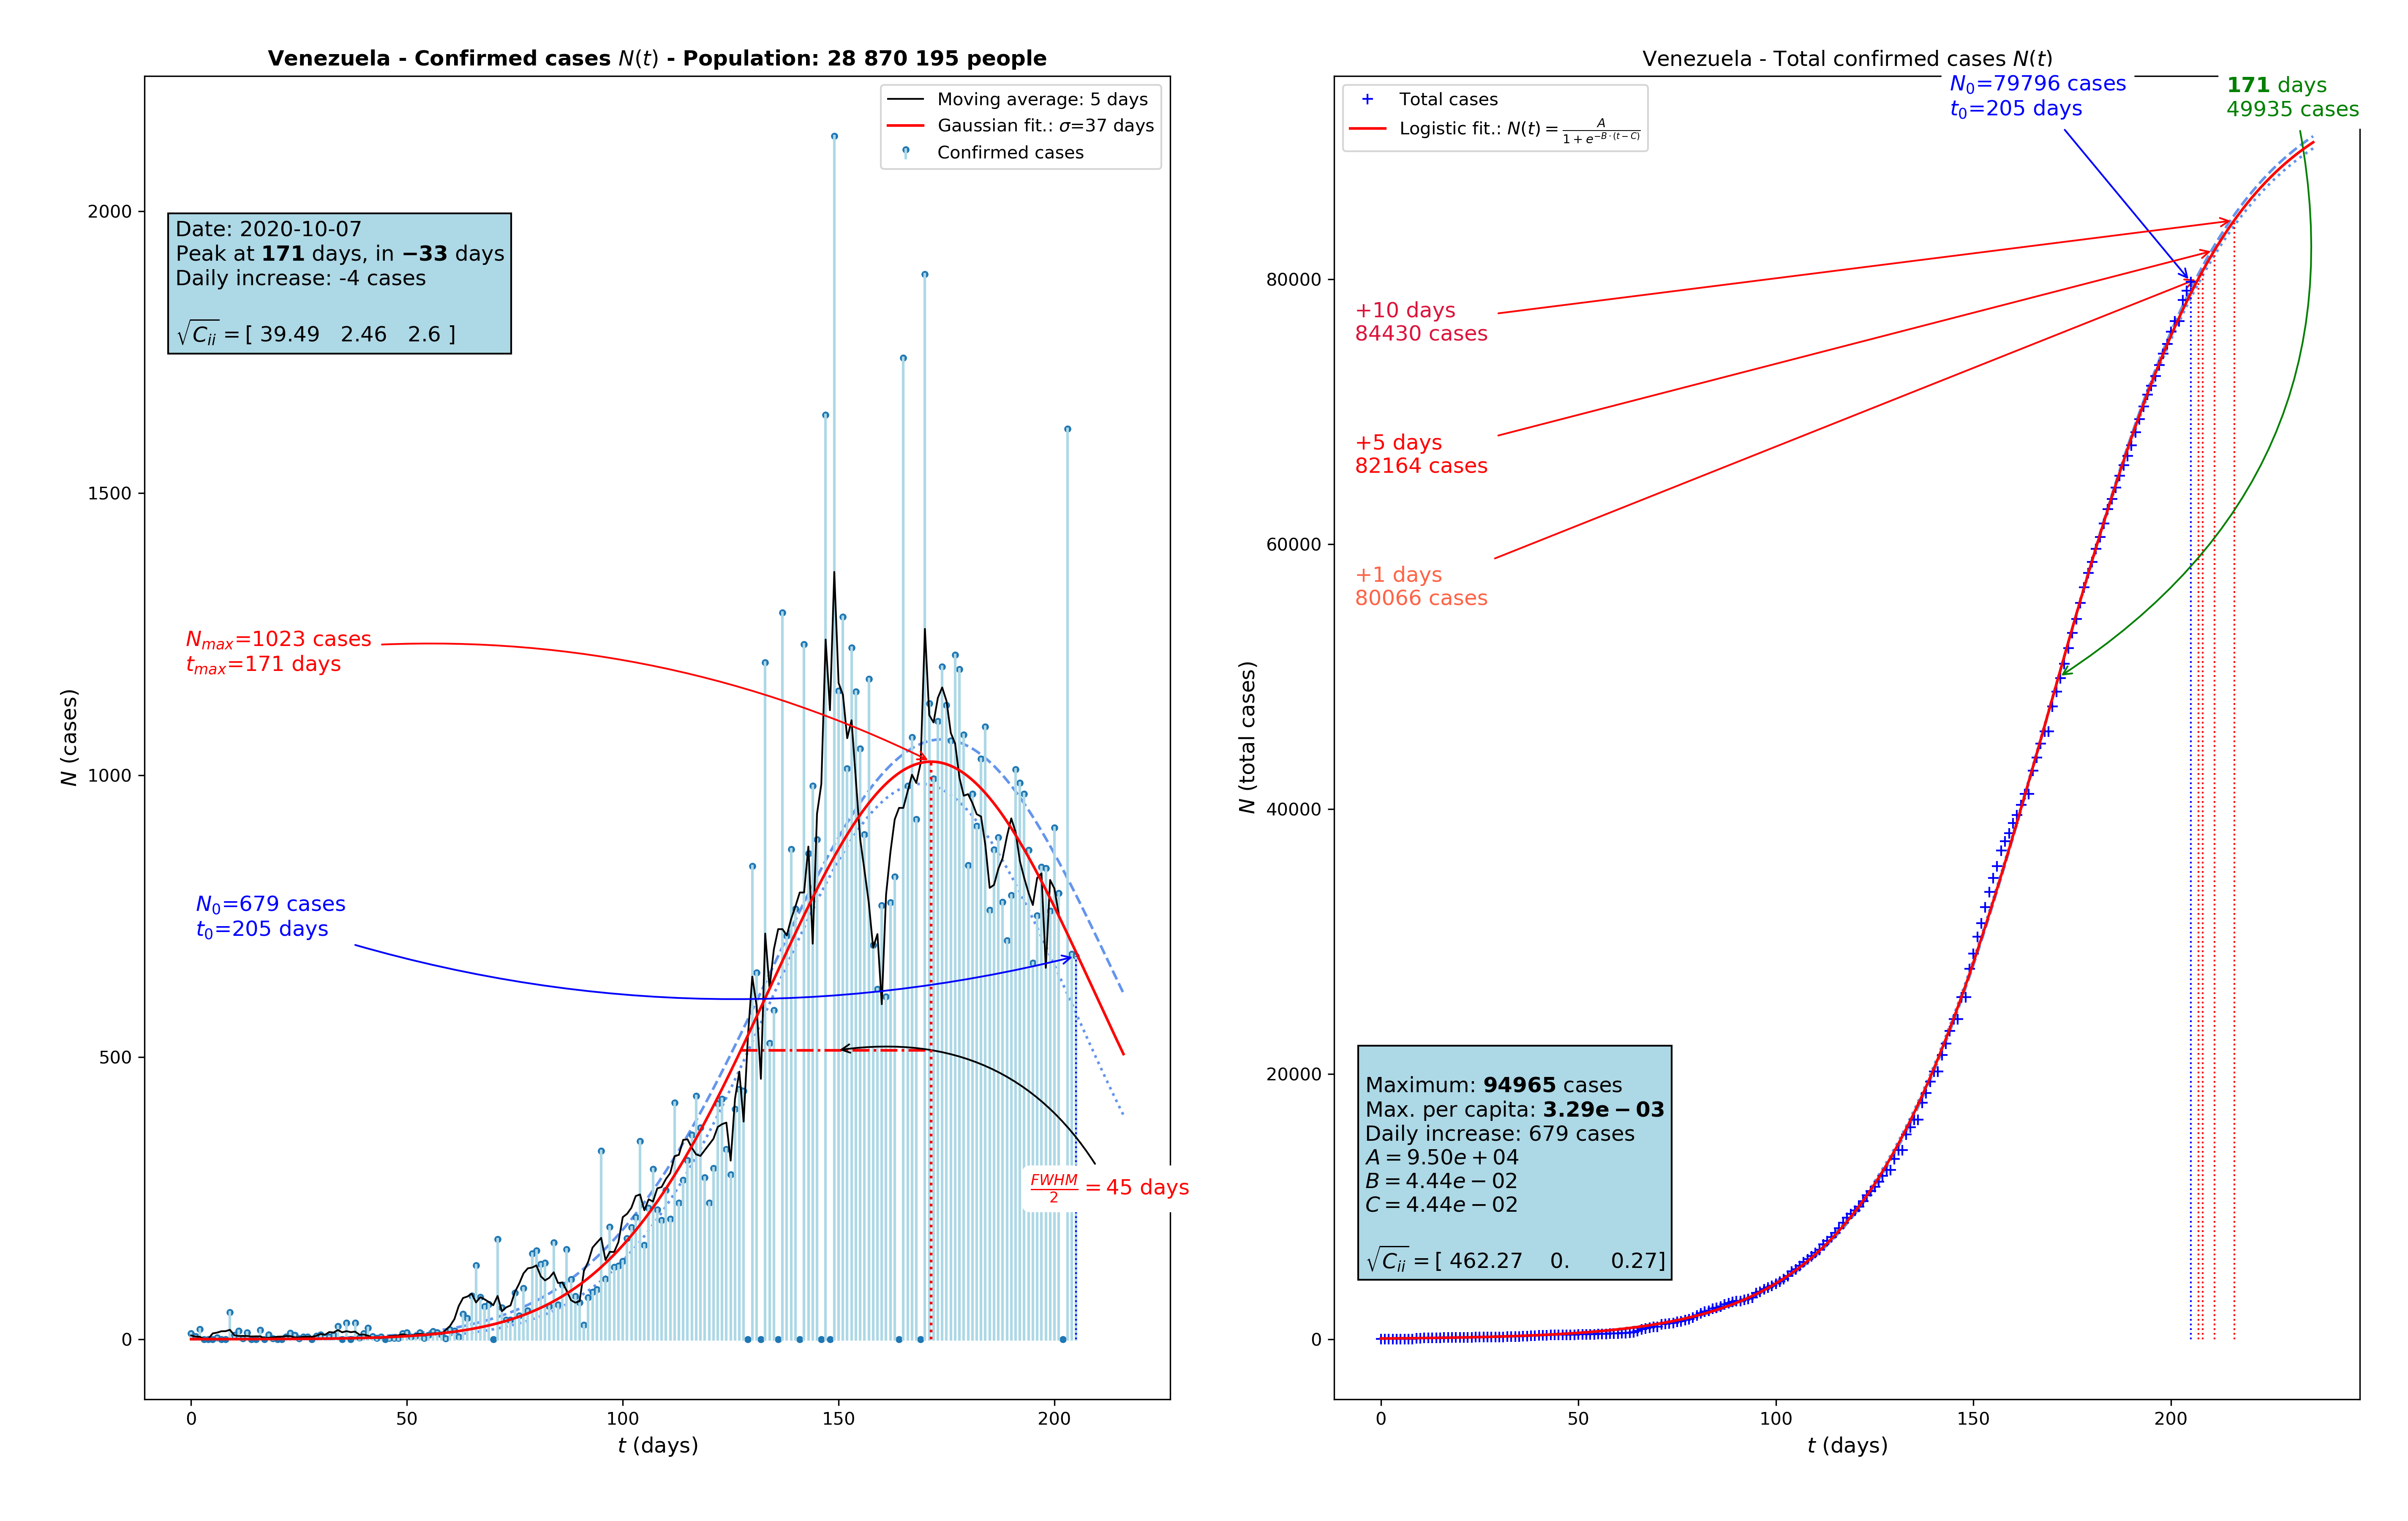 Venezuela - Confirmed cases N(t) - Population: 28 870 195 people
Moving average: 5 days
Gaussian fit.: σ=37 days
Confirmed cases
Date: 2020-10-07
Peak at 171 days, in −33 days
Daily increase: -4 cases
√C_ii = [ 39.49 2.46 2.6 ]
N_max=1023 cases
t_max=171 days
N_0=679 cases
t_0=205 days
FWHM/2 = 45 days
N (cases)
2000
1500
1000
500
0
0 50 100 150 200
t (days)
Venezuela - Total confirmed cases N(t)
Total cases
Logistic fit.: N(t) = A/(1+e^{−B·(t−C)})
N_0=79796 cases
t_0=205 days
171 days
49935 cases
+10 days
84430 cases
+5 days
82164 cases
+1 days
80066 cases
Maximum: 94965 cases
Max. per capita: 3.29e − 03
Daily increase: 679 cases
A = 9.50e + 04
B = 4.44e − 02
C = 4.44e − 02
√C_ii = [ 462.27 0. 0.27]
N (total cases)
80000
60000
40000
20000
0
0 50 100 150 200
t (days)